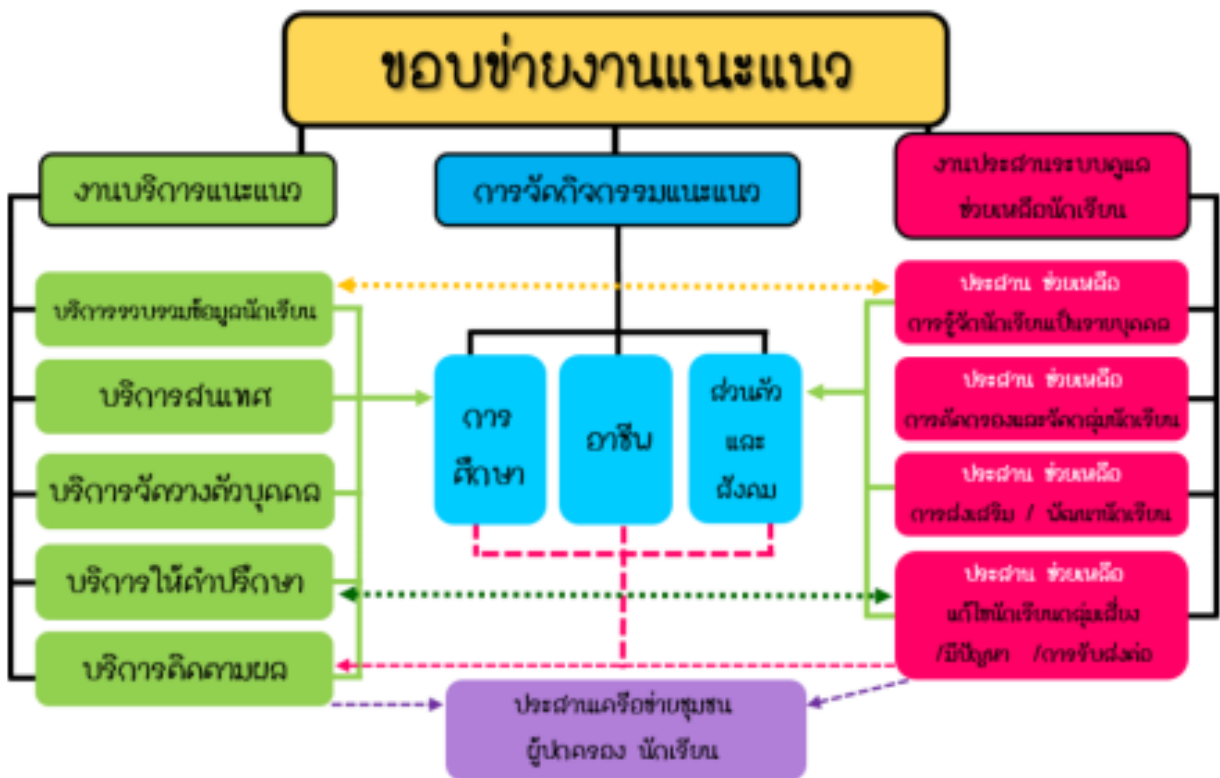 ขอบข่ายงานแนะแนว
งานบริการแนะแนว
การจัดกิจกรรมแนะแนว
งานประสานระบบดูแล
ช่วยเหลือนักเรียน
บริการรวบรวมข้อมูลนักเรียน
บริการสนเทศ
บริการจัดวางตัวบุคคล
บริการให้คำปรึกษา
บริการติดตามผล
การ
ศึกษา
อาชีพ
ส่วนตัว
และ
สังคม
ประสาน ช่วยเหลือ
การรู้จักนักเรียนเป็นรายบุคคล
ประสาน ช่วยเหลือ
การคัดกรองและจัดกลุ่มนักเรียน
ประสาน ช่วยเหลือ
การส่งเสริม / พัฒนานักเรียน
ประสาน ช่วยเหลือ
แก้ไขนักเรียนกลุ่มเสี่ยง
/มีปัญหา /การรับส่งต่อ
ประสานเครือข่ายชุมชน
ผู้ปกครอง นักเรียน